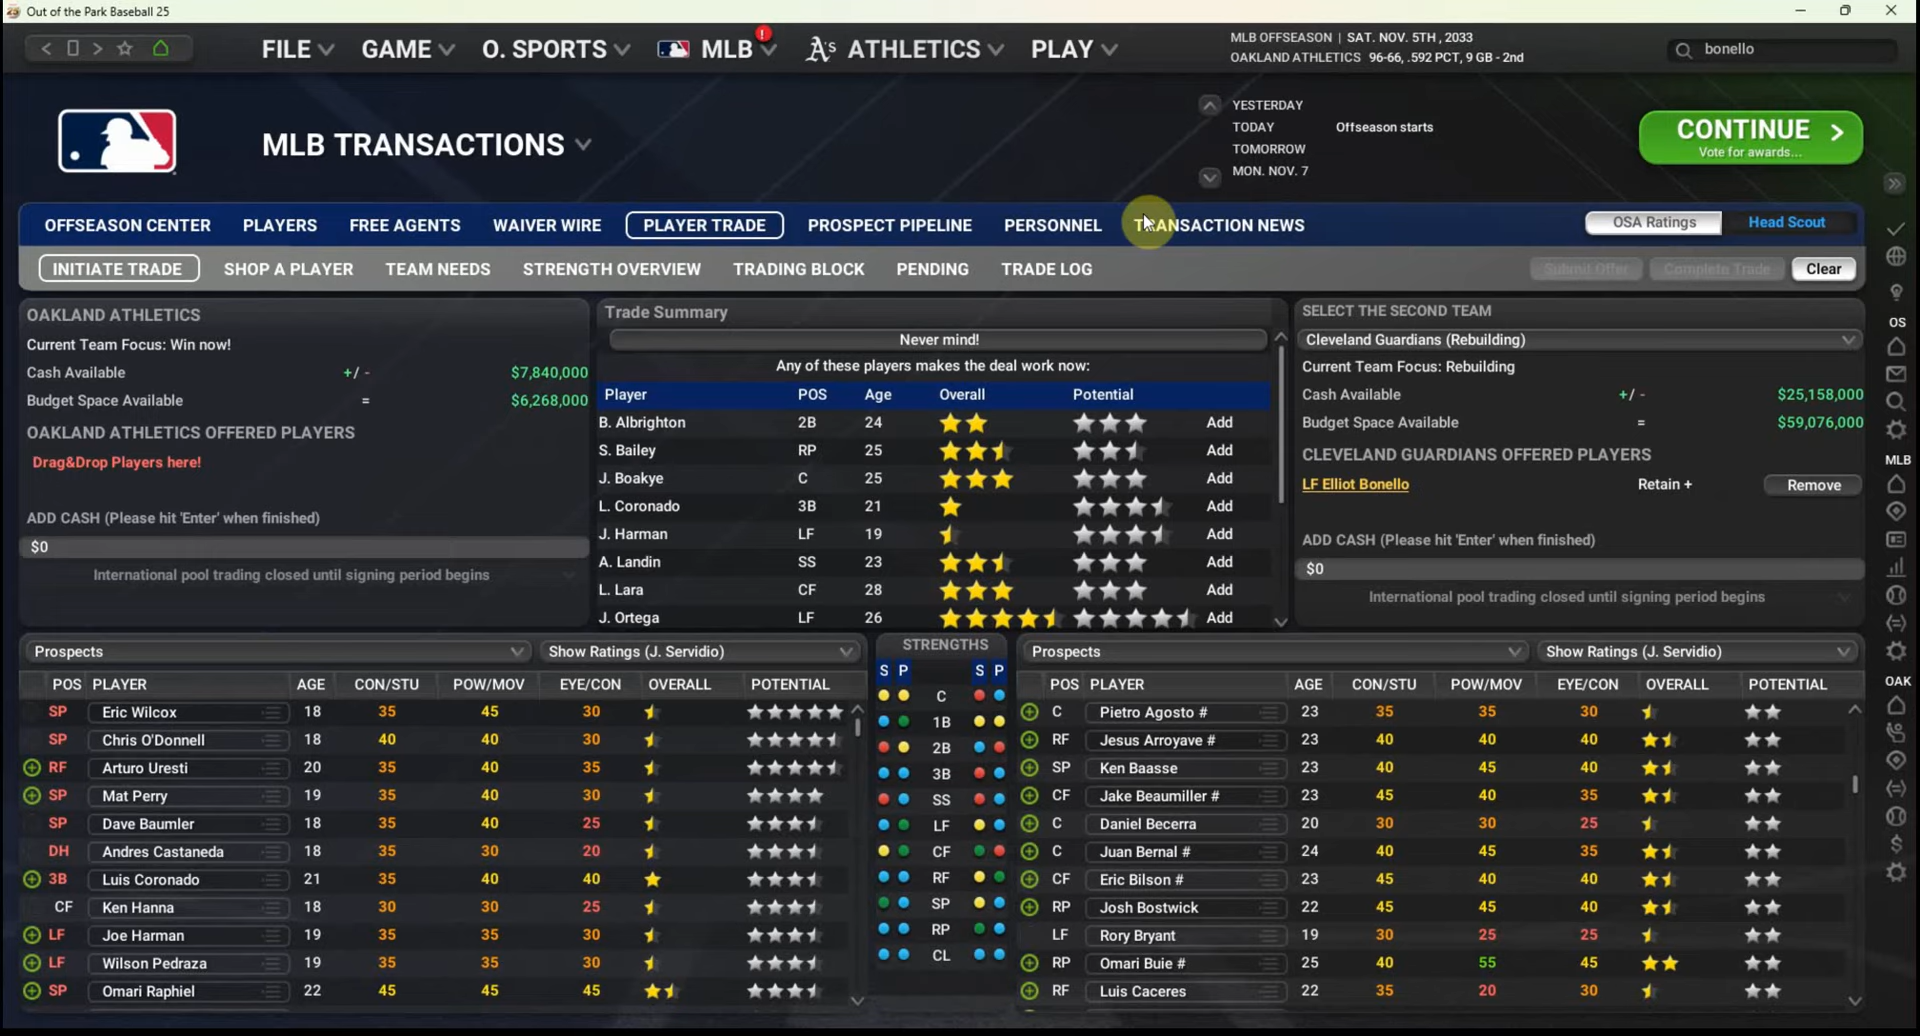 Out of the Park Baseball 25
FILE GAME O. SPORTS MLB ! A's ATHLETICS PLAY
MLB OFFSEASON | SAT. NOV. 5TH , 2033
OAKLAND ATHLETICS 96-66, .592 PCT, 9 GB - 2nd
bonello
MLB TRANSACTIONS
YESTERDAY
TODAY Offseason starts
TOMORROW
MON. NOV. 7
CONTINUE
Vote for awards...
OFFSEASON CENTER PLAYERS FREE AGENTS WAIVER WIRE PLAYER TRADE PROSPECT PIPELINE PERSONNEL TRANSACTION NEWS OSA Ratings Head Scout
INITIATE TRADE SHOP A PLAYER TEAM NEEDS STRENGTH OVERVIEW TRADING BLOCK PENDING TRADE LOG Submit Offer Complete Trade Clear
OAKLAND ATHLETICS
Current Team Focus: Win now!
Cash Available +/ - $7,840,000
Budget Space Available = $6,268,000
OAKLAND ATHLETICS OFFERED PLAYERS
Drag&Drop Players here!
ADD CASH (Please hit 'Enter' when finished)
$0
International pool trading closed until signing period begins
Trade Summary
Never mind!
Any of these players makes the deal work now:
Player POS Age Overall Potential
B. Albrighton 2B 24 Add
S. Bailey RP 25 Add
J. Boakye C 25 Add
L. Coronado 3B 21 Add
J. Harman LF 19 Add
A. Landin SS 23 Add
L. Lara CF 28 Add
J. Ortega LF 26 Add
SELECT THE SECOND TEAM
Cleveland Guardians (Rebuilding)
Current Team Focus: Rebuilding
Cash Available +/ - $25,158,000
Budget Space Available = $59,076,000
CLEVELAND GUARDIANS OFFERED PLAYERS
LF Elliot Bonello Retain + Remove
ADD CASH (Please hit 'Enter' when finished)
$0
International pool trading closed until signing period begins
Prospects Show Ratings (J. Servidio)
POS PLAYER AGE CON/STU POW/MOV EYE/CON OVERALL POTENTIAL
SP Eric Wilcox 18 35 45 30
SP Chris O'Donnell 18 40 40 30
RF Arturo Uresti 20 35 40 35
SP Mat Perry 19 35 40 30
SP Dave Baumler 18 35 40 25
DH Andres Castaneda 18 35 30 20
3B Luis Coronado 21 35 40 40
CF Ken Hanna 18 30 30 25
LF Joe Harman 19 35 35 30
LF Wilson Pedraza 19 35 35 30
SP Omari Raphiel 22 45 45 45
STRENGTHS
S P S P
C
1B
2B
3B
SS
LF
CF
RF
SP
RP
CL
Prospects Show Ratings (J. Servidio)
POS PLAYER AGE CON/STU POW/MOV EYE/CON OVERALL POTENTIAL
C Pietro Agosto # 23 35 35 30
RF Jesus Arroyave # 23 40 40 40
SP Ken Baasse 23 40 45 40
CF Jake Beaumiller # 23 45 40 35
C Daniel Becerra 20 30 30 25
C Juan Bernal # 24 40 45 35
CF Eric Bilson # 23 45 40 40
RP Josh Bostwick 22 45 45 40
LF Rory Bryant 19 30 25 25
RP Omari Buie # 25 40 55 45
RF Luis Caceres 22 35 20 30
OS
MLB
OAK